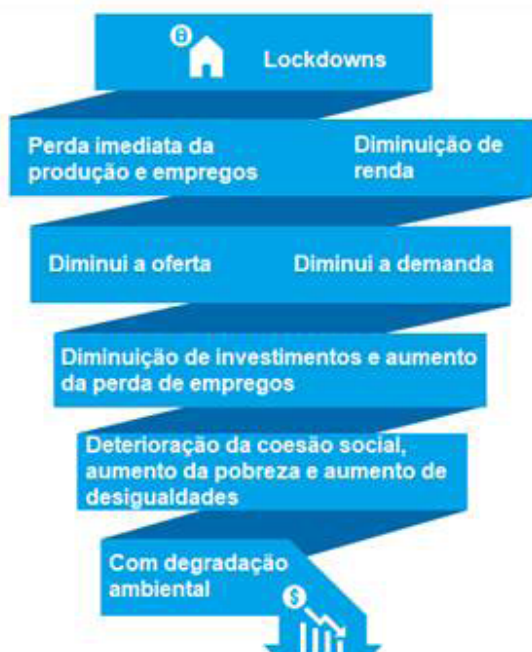 Lockdowns
Perda imediata da
produção e empregos
Diminuição de
renda
Diminui a oferta
Diminui a demanda
Diminuição de investimentos e aumento
da perda de empregos
Deterioração da coesão social,
aumento da pobreza e aumento de
desigualdades
Com degradação
ambiental
$